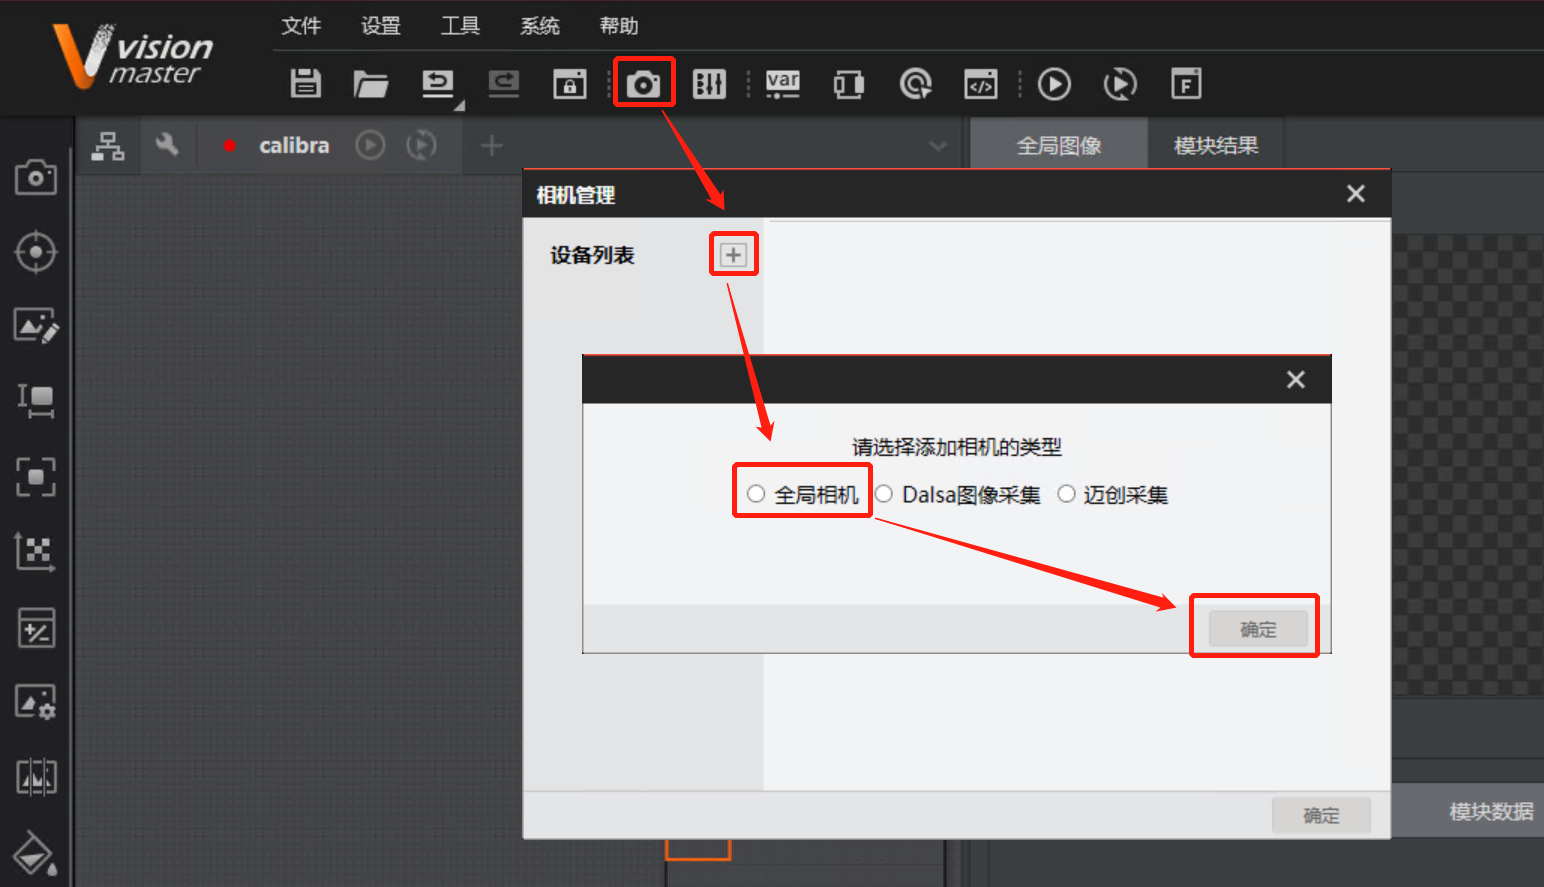 vision
master
文件 设置 工具 系统 帮助
var
F
calibra
全局图像 模块结果
相机管理
设备列表
请选择添加相机的类型
全局相机 Dalsa图像采集 迈创采集
确定
确定
模块数据